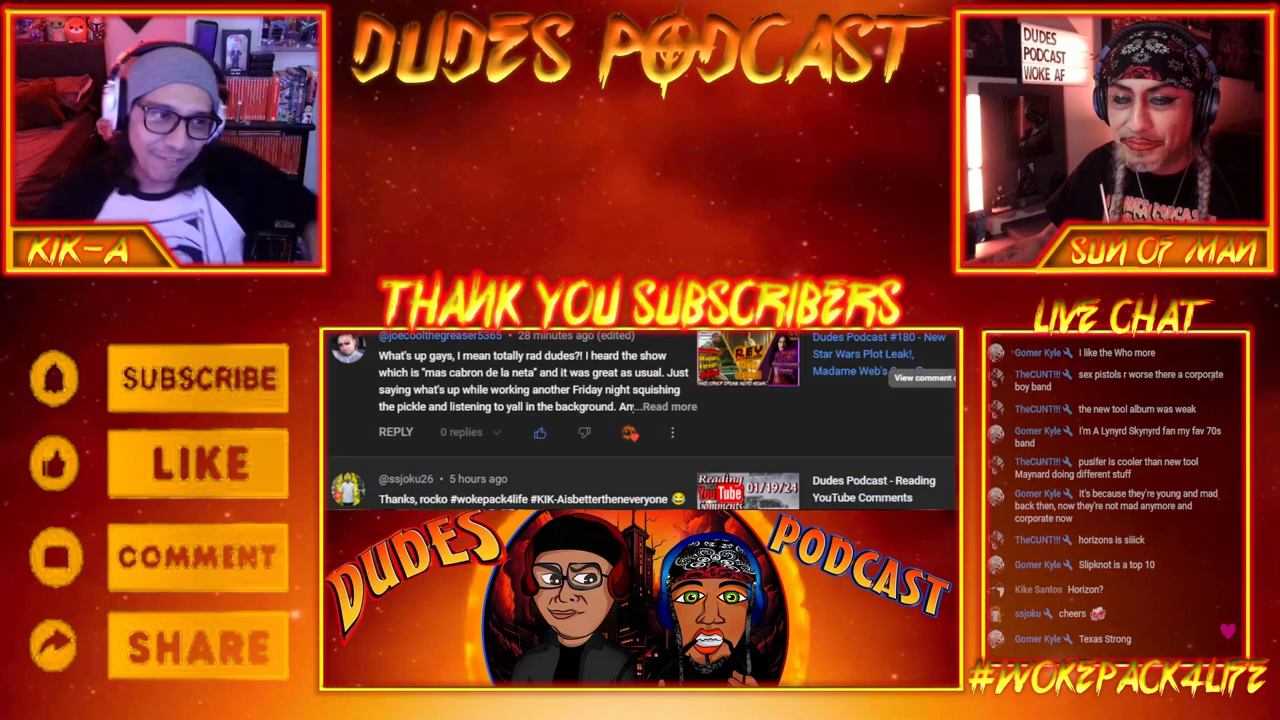 DUDES PODCAST
DUDES
PODCAST
WOKE AF
DUDES PODCAST
KIK-A
SUN OF MAN
THANK YOU SUBSCRIBERS
SUBSCRIBE
LIKE
COMMENT
SHARE
@joecoolthegreaser5365 • 28 minutes ago (edited)
What's up gays, I mean totally rad dudes?! I heard the show
which is "mas cabron de la neta" and it was great as usual. Just
saying what's up while working another Friday night squishing
the pickle and listening to yall in the background. An...Read more
REPLY 0 replies
Dudes Podcast #180 - New
Star Wars Plot Leak!,
Madame Web's
View comment
REY
@ssjoku26 • 5 hours ago
Thanks, rocko #wokepack4life #KIK-Aisbettertheneveryone 😂
Reading
YouTube
Comments
01/19/24
Dudes Podcast - Reading
YouTube Comments
DUDES
PODCAST
LIVE CHAT
Gomer Kyle I like the Who more
TheCUNT!!! sex pistols r worse there a corporate
boy band
TheCUNT!!! the new tool album was weak
Gomer Kyle I'm A Lynyrd Skynyrd fan my fav 70s
band
TheCUNT!!! pusifer is cooler than new tool
Maynard doing different stuff
Gomer Kyle It's because they're young and mad
back then, now they're not mad anymore and
corporate now
TheCUNT!!! horizons is siiick
Gomer Kyle Slipknot is a top 10
Kike Santos Horizon?
ssjoku cheers
Gomer Kyle Texas Strong
#WOKEPACK4LIFE